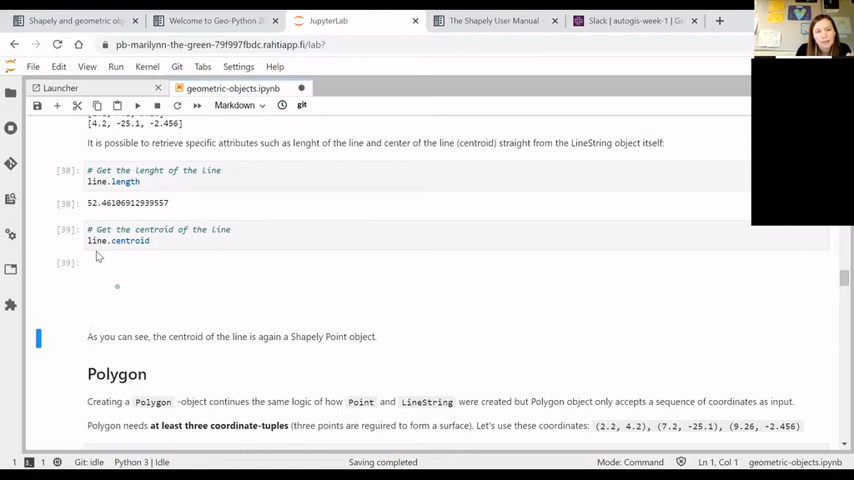 Shapely and geometric obj
Welcome to Geo-Python 20
JupyterLab
The Shapely User Manual —
Slack | autogis-week-1 | Ge
pb-marilynn-the-green-79f997fbdc.rahtiapp.fi/lab?
File Edit View Run Kernel Git Tabs Settings Help
Launcher
geometric-objects.ipynb
Markdown
git
[4.2, -25.1, -2.456]
It is possible to retrieve specific attributes such as lenght of the line and center of the line (centroid) straight from the LineString object itself:
[38]: # Get the lenght of the line
line.length
[38]: 52.46106912939557
[39]: # Get the centroid of the line
line.centroid
[39]:
As you can see, the centroid of the line is again a Shapely Point object.
Polygon
Creating a Polygon -object continues the same logic of how Point and LineString were created but Polygon object only accepts a sequence of coordinates as input.
Polygon needs at least three coordinate-tuples (three points are reguired to form a surface). Let's use these coordinates: (2.2, 4.2), (7.2, -25.1), (9.26, -2.456)
1 1 Git: idle Python 3 | Idle Saving completed Mode: Command Ln 1, Col 1 geometric-objects.ipynb